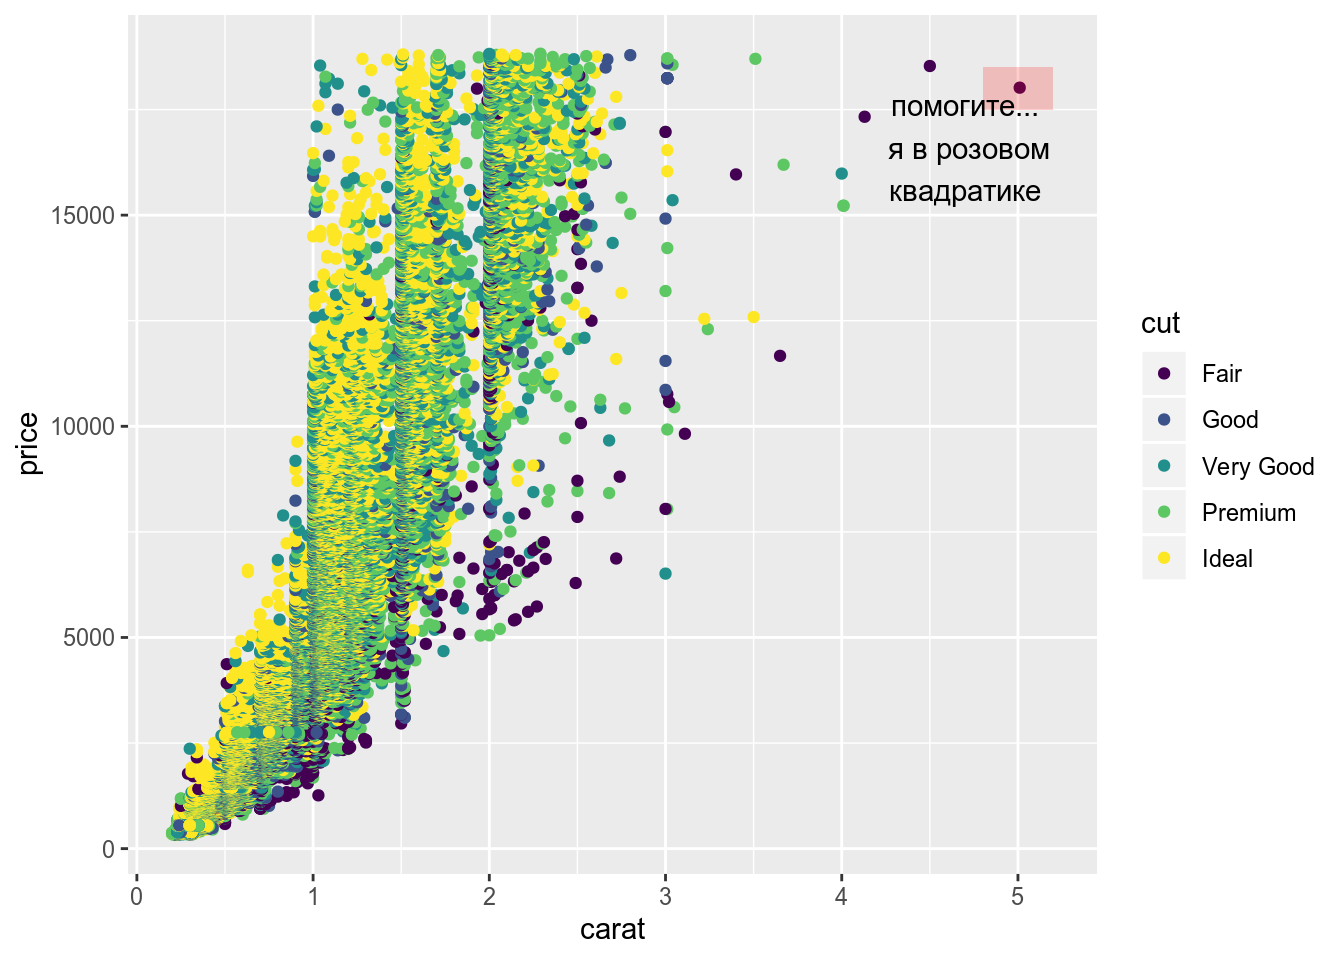 помогите...
я в розовом
квадратике
15000
10000
5000
0
price
0 1 2 3 4 5
carat
cut
Fair
Good
Very Good
Premium
Ideal